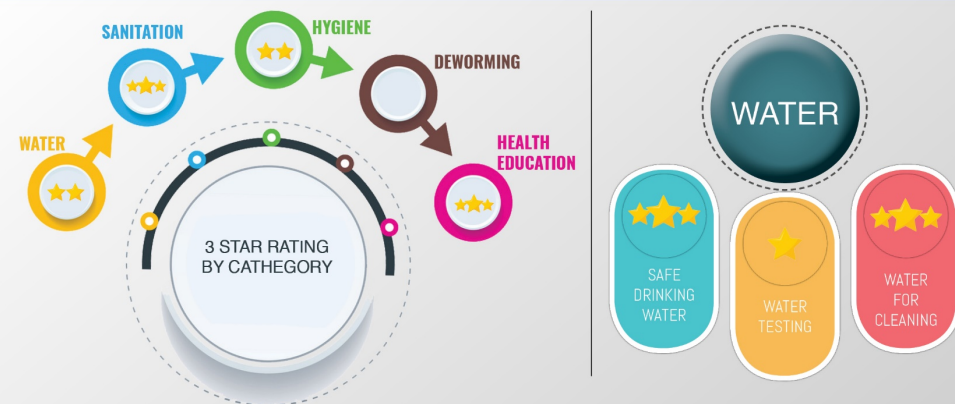 SANITATION
HYGIENE
DEWORMING
WATER
HEALTH
EDUCATION
3 STAR RATING
BY CATHEGORY
WATER
SAFE
DRINKING
WATER
WATER
TESTING
WATER
FOR
CLEANING